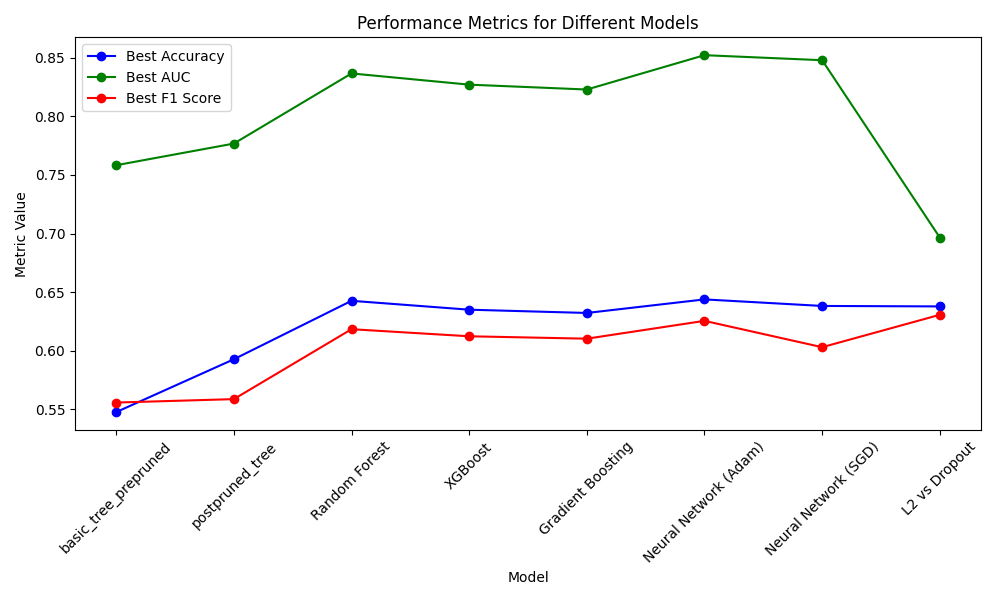 Performance Metrics for Different Models
Best Accuracy
Best AUC
Best F1 Score
Metric Value
0.85
0.80
0.75
0.70
0.65
0.60
0.55
basic_tree_prepruned
postpruned_tree
Random Forest
XGBoost
Gradient Boosting
Neural Network (Adam)
Neural Network (SGD)
L2 vs Dropout
Model